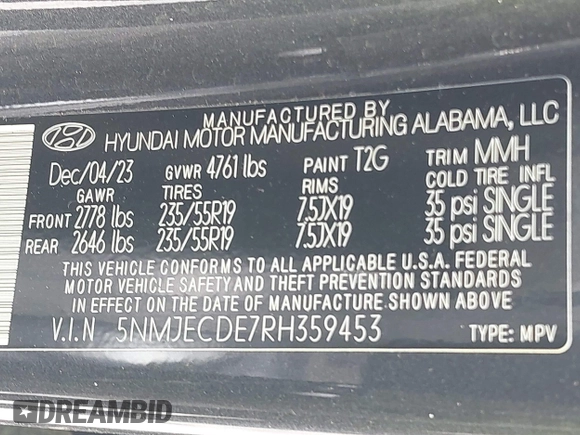 MANUFACTURED BY
HYUNDAI MOTOR MANUFACTURING ALABAMA, LLC
Dec/04/23 GVWR 4761 lbs PAINT T2G TRIM MMH
GAWR TIRES RIMS COLD TIRE INFL
FRONT 2778 lbs 235/55R19 7.5JX19 35 psi SINGLE
REAR 2646 lbs 235/55R19 7.5JX19 35 psi SINGLE
THIS VEHICLE CONFORMS TO ALL APPLICABLE U.S.A. FEDERAL
MOTOR VEHICLE SAFETY AND THEFT PREVENTION STANDARDS
IN EFFECT ON THE DATE OF MANUFACTURE SHOWN ABOVE
V.I.N 5NMJECDE7RH359453 TYPE: MPV
DREAMBID